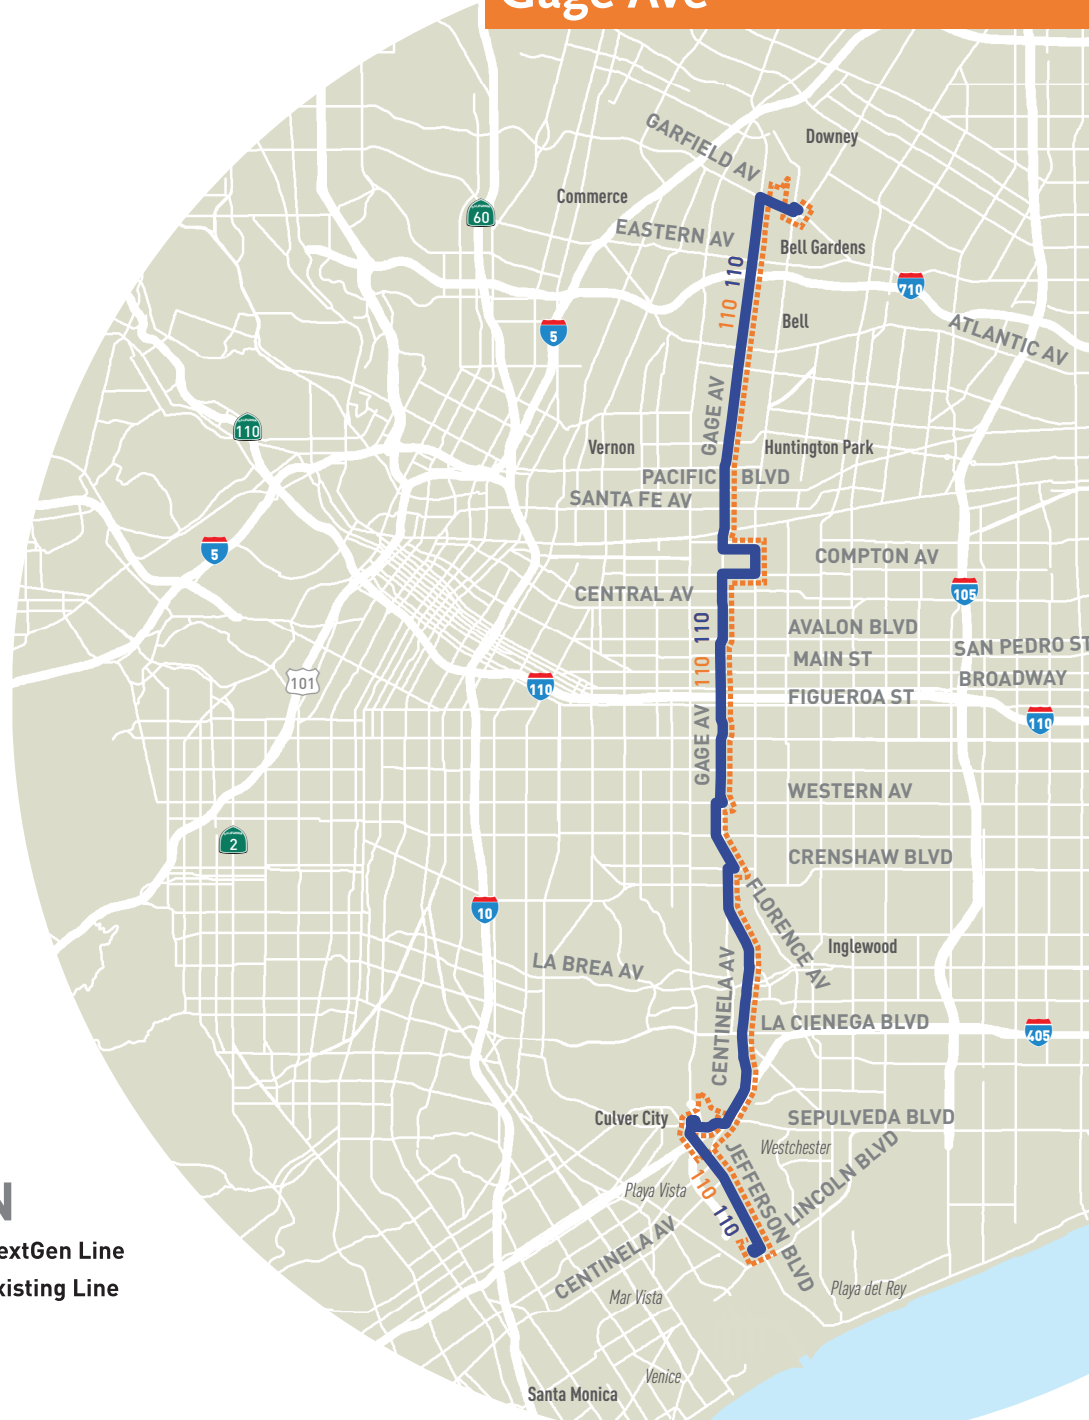 Gage Ave
GARFIELD AV
Downey
Commerce
60
EASTERN AV
Bell Gardens
110
710
110
Bell
5
ATLANTIC AV
GAGE AV
110
Vernon
Huntington Park
PACIFIC BLVD
SANTA FE AV
5
COMPTON AV
CENTRAL AV
105
110
AVALON BLVD
SAN PEDRO ST
MAIN ST
110
BROADWAY
101
110
FIGUEROA ST
110
GAGE AV
WESTERN AV
2
CRENSHAW BLVD
FLORENCE AV
10
Inglewood
LA BREA AV
CENTINELA AV
LA CIENEGA BLVD
405
Culver City
SEPULVEDA BLVD
Westchester
JEFFERSON BLVD
LINCOLN BLVD
Playa Vista
110
110
N
extGen Line
CENTINELA AV
xisting Line
Playa del Rey
Mar Vista
Venice
Santa Monica